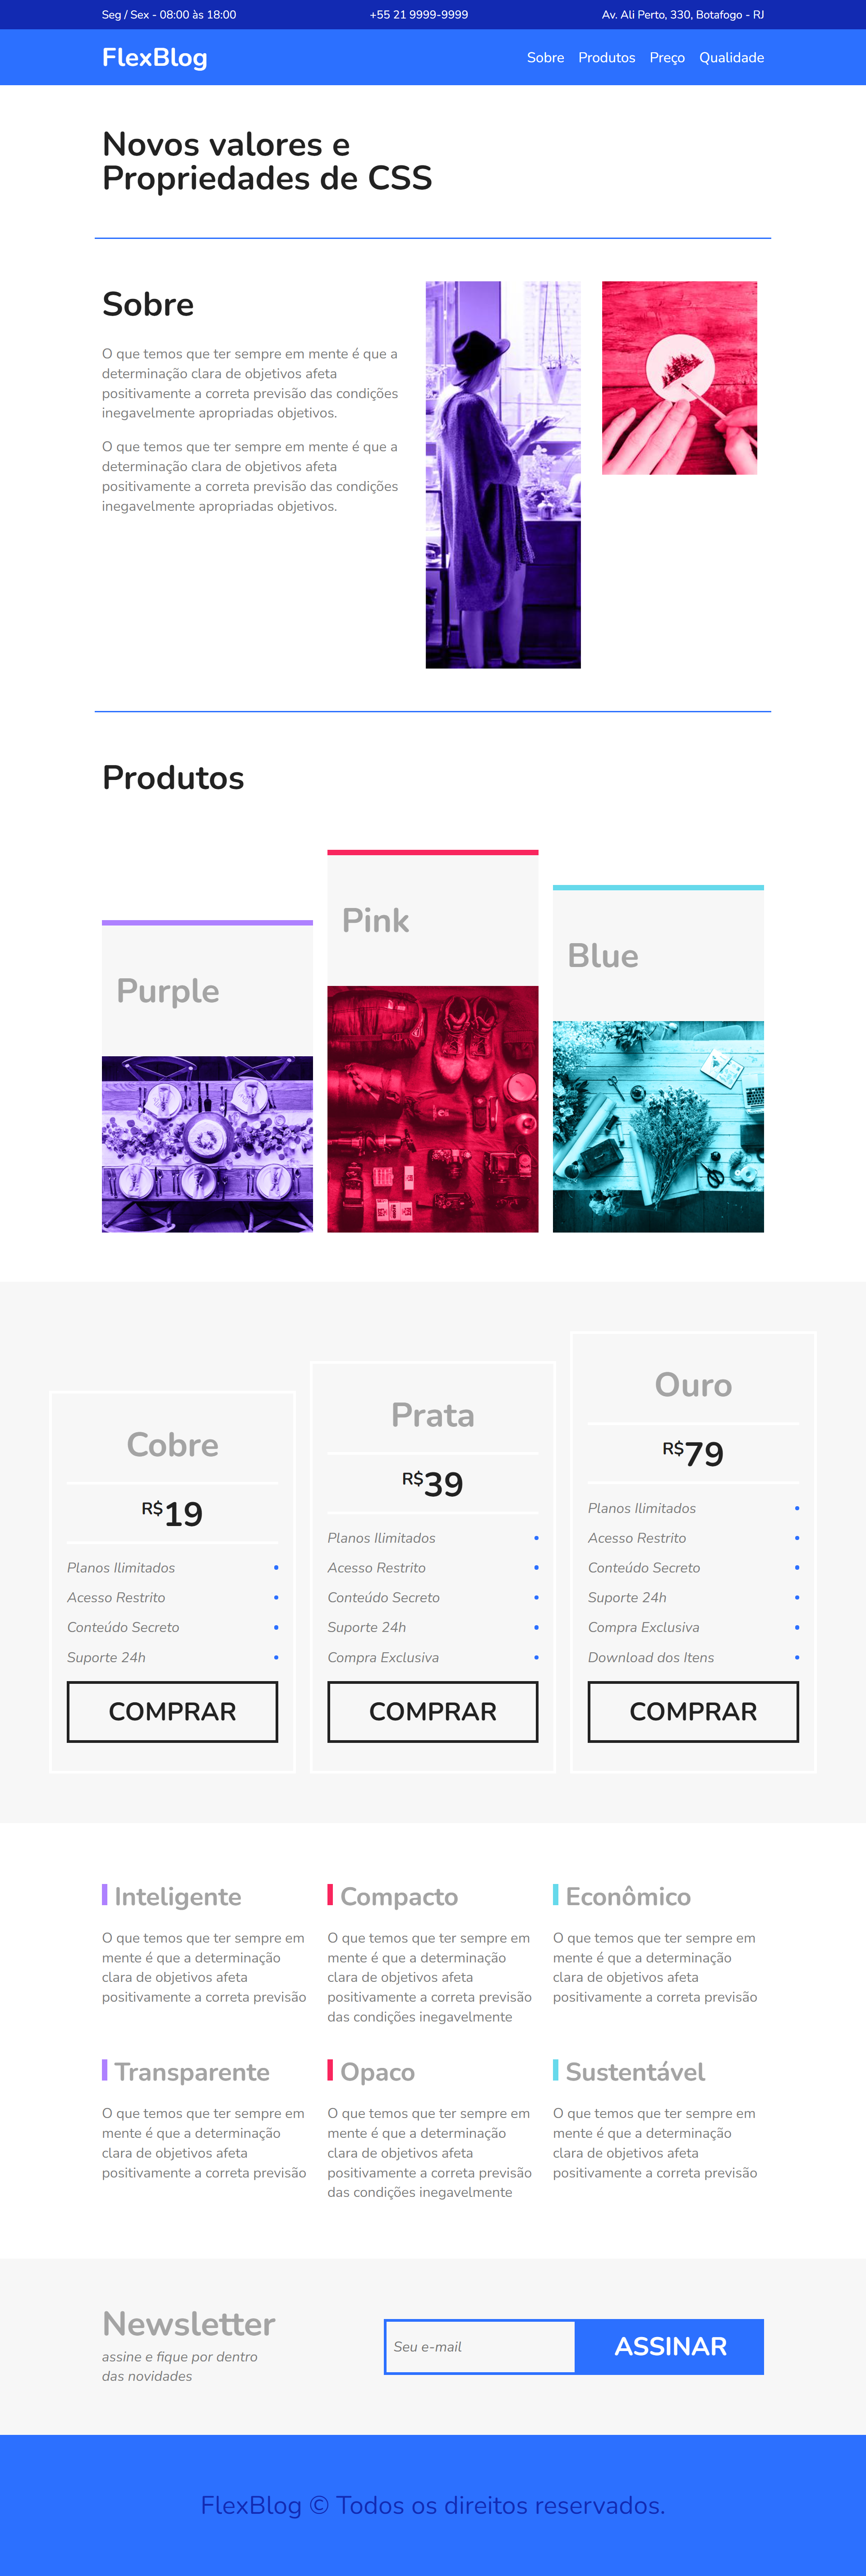 Seg / Sex - 08:00 às 18:00
+55 21 9999-9999
Av. Ali Perto, 330, Botafogo - RJ
FlexBlog
Sobre
Produtos
Preço
Qualidade
Novos valores e
Propriedades de CSS
Sobre
O que temos que ter sempre em mente é que a
determinação clara de objetivos afeta
positivamente a correta previsão das condições
inegavelmente apropriadas objetivos.
O que temos que ter sempre em mente é que a
determinação clara de objetivos afeta
positivamente a correta previsão das condições
inegavelmente apropriadas objetivos.
Produtos
Purple
Pink
Blue
Cobre
R$19
Planos Ilimitados
Acesso Restrito
Conteúdo Secreto
Suporte 24h
COMPRAR
Prata
R$39
Planos Ilimitados
Acesso Restrito
Conteúdo Secreto
Suporte 24h
Compra Exclusiva
COMPRAR
Ouro
R$79
Planos Ilimitados
Acesso Restrito
Conteúdo Secreto
Suporte 24h
Compra Exclusiva
Download dos Itens
COMPRAR
Inteligente
O que temos que ter sempre em
mente é que a determinação
clara de objetivos afeta
positivamente a correta previsão
Compacto
O que temos que ter sempre em
mente é que a determinação
clara de objetivos afeta
positivamente a correta previsão
das condições inegavelmente
Econômico
O que temos que ter sempre em
mente é que a determinação
clara de objetivos afeta
positivamente a correta previsão
Transparente
O que temos que ter sempre em
mente é que a determinação
clara de objetivos afeta
positivamente a correta previsão
Opaco
O que temos que ter sempre em
mente é que a determinação
clara de objetivos afeta
positivamente a correta previsão
das condições inegavelmente
Sustentável
O que temos que ter sempre em
mente é que a determinação
clara de objetivos afeta
positivamente a correta previsão
Newsletter
assine e fique por dentro
das novidades
Seu e-mail
ASSINAR
FlexBlog © Todos os direitos reservados.